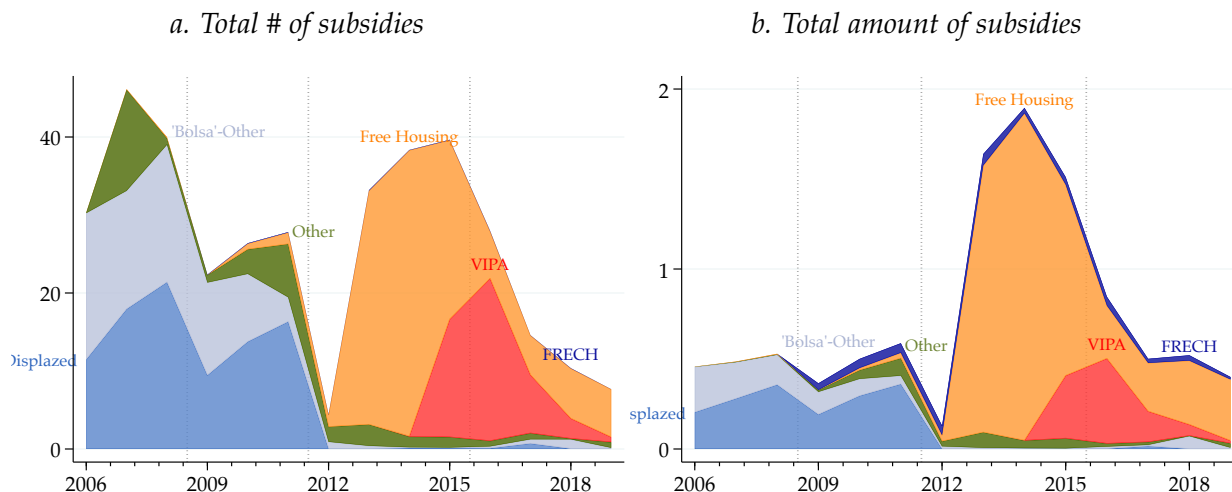 a. Total # of subsidies
'Bolsa'-Other
Free Housing
Other
VIPA
FRECH
Displazed
40
20
0
2006 2009 2012 2015 2018
b. Total amount of subsidies
Free Housing
'Bolsa'-Other
Other
VIPA
FRECH
splazed
2
1
0
2006 2009 2012 2015 2018